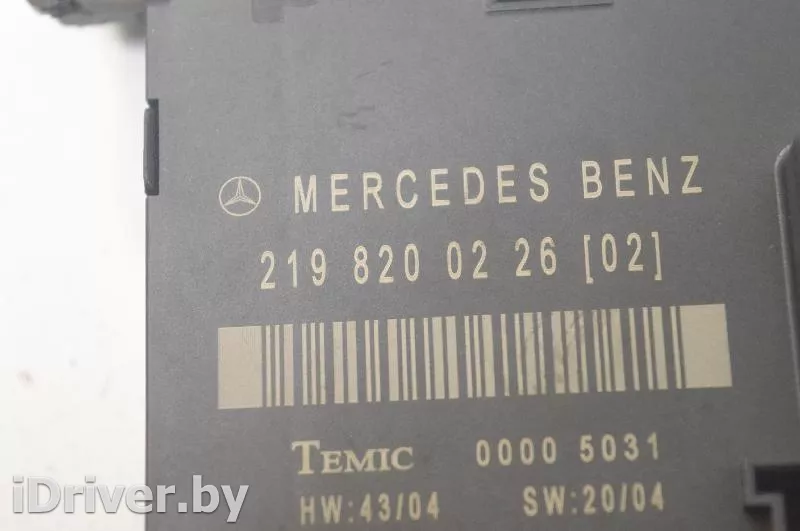 MERCEDES BENZ
219 820 02 26 [02]
TEMIC 0000 5031
HW:43/04 SW:20/04
iDriver.by